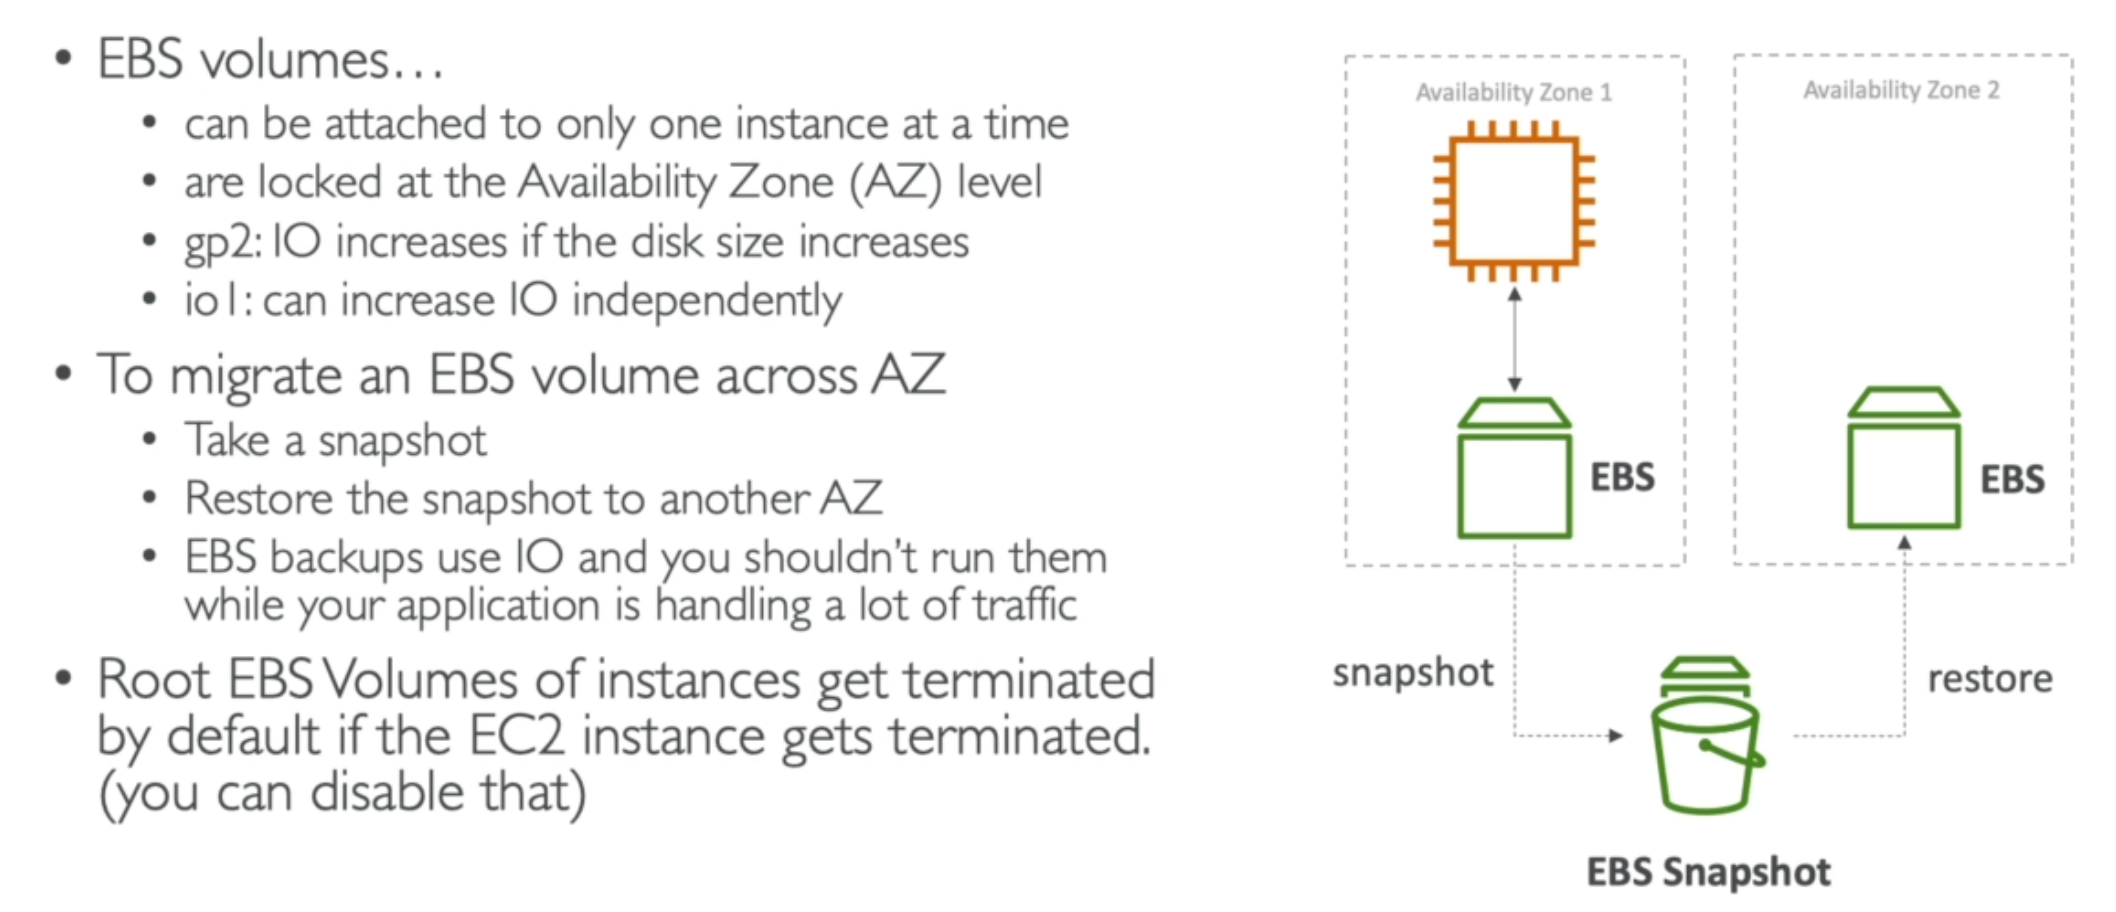 • EBS volumes…
• can be attached to only one instance at a time
• are locked at the Availability Zone (AZ) level
• gp2: IO increases if the disk size increases
• io1: can increase IO independently
• To migrate an EBS volume across AZ
• Take a snapshot
• Restore the snapshot to another AZ
• EBS backups use IO and you shouldn't run them
while your application is handling a lot of traffic
• Root EBS Volumes of instances get terminated
by default if the EC2 instance gets terminated.
(you can disable that)
Availability Zone 1
EBS
Availability Zone 2
EBS
snapshot
restore
EBS Snapshot